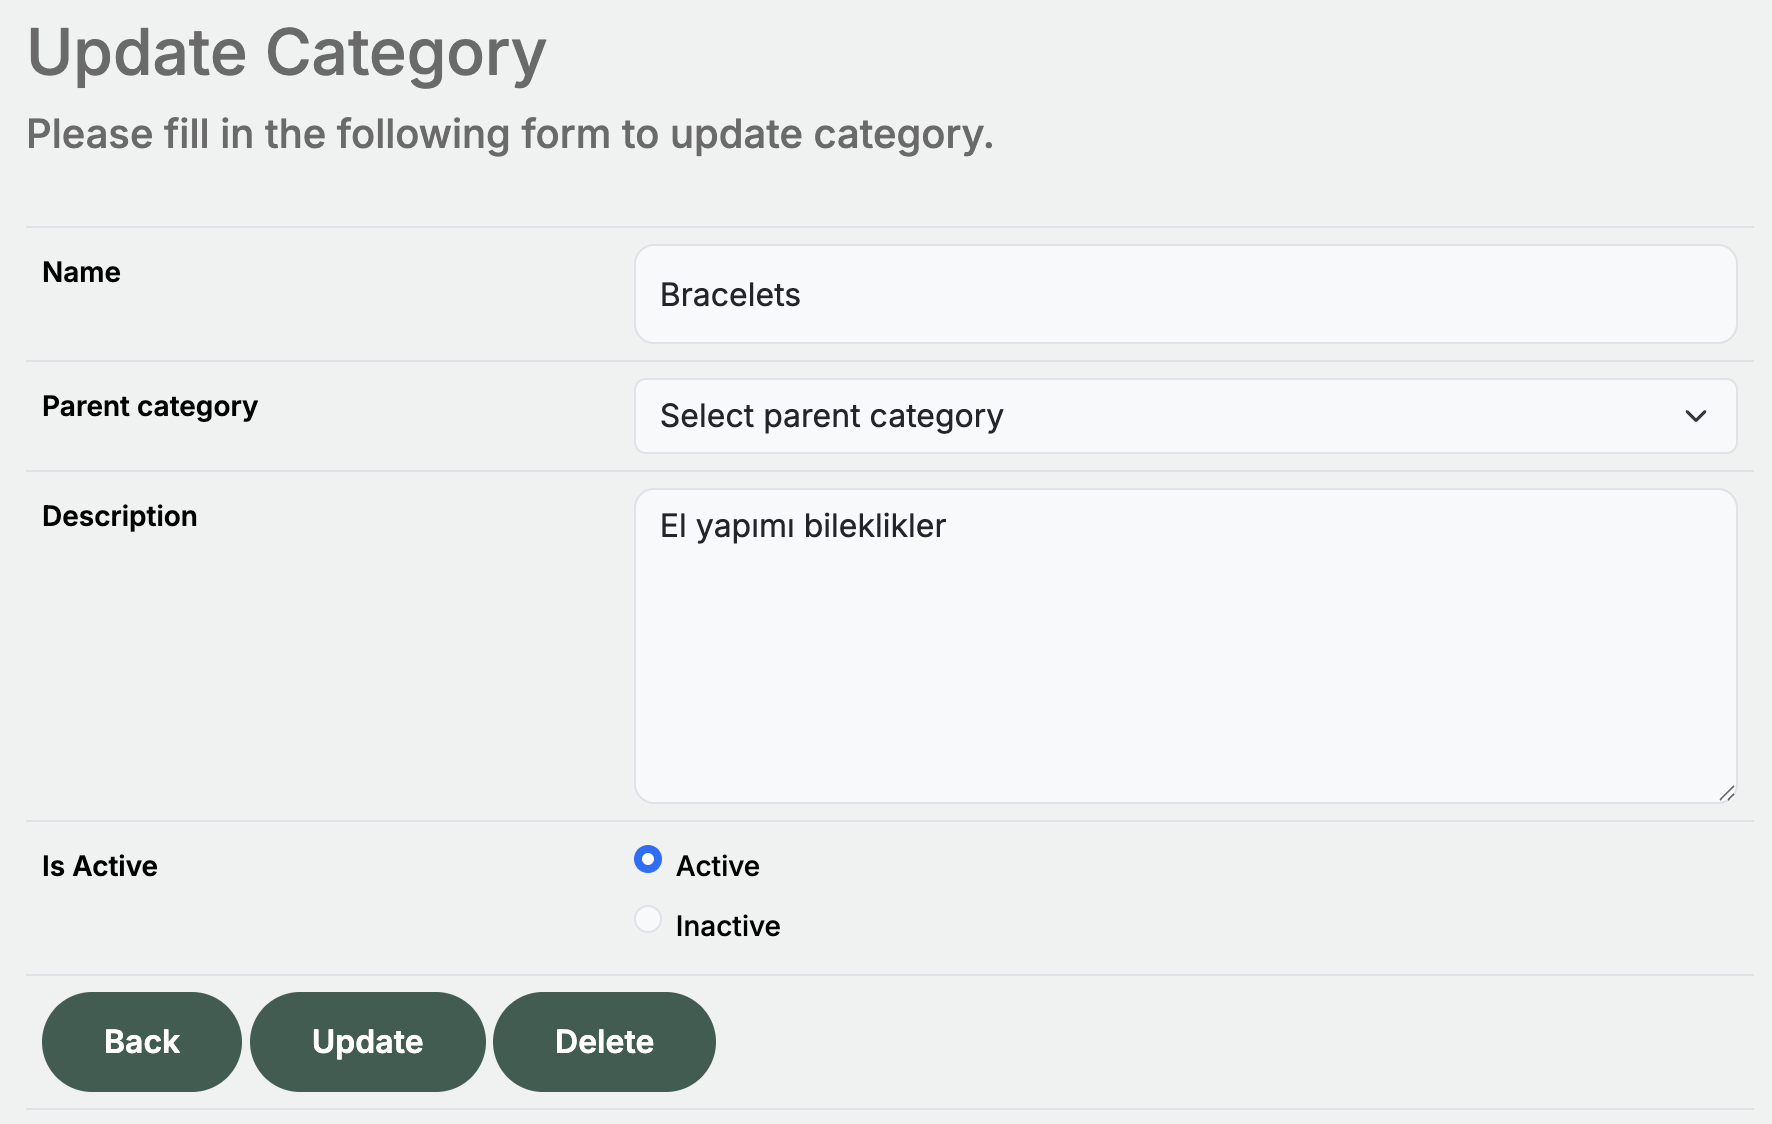 Update Category
Please fill in the following form to update category.
Name
Bracelets
Parent category
Select parent category
Description
El yapımı bileklikler
Is Active
Active
Inactive
Back
Update
Delete